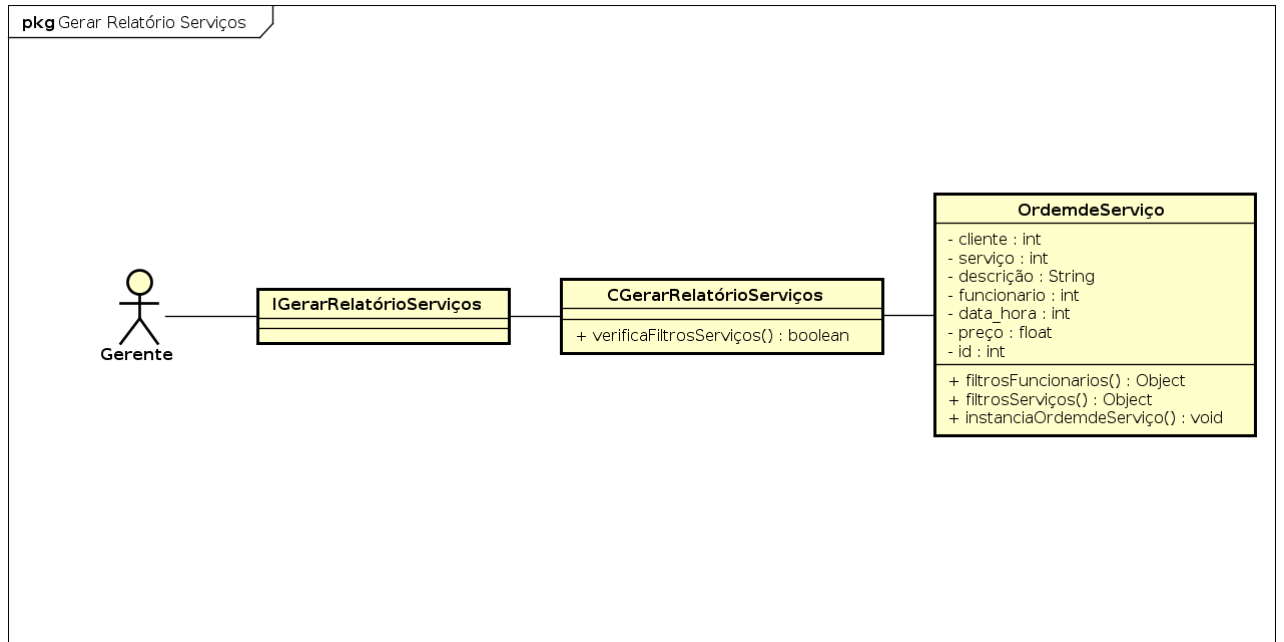 pkg Gerar Relatório Serviços
Gerente
IGerarRelatórioServiços
CGerarRelatórioServiços
+ verificaFiltrosServiços() : boolean
OrdemdeServiço
- cliente : int
- serviço : int
- descrição : String
- funcionario : int
- data_hora : int
- preço : float
- id : int
+ filtrosFuncionarios() : Object
+ filtrosServiços() : Object
+ instanciaOrdemdeServiço() : void